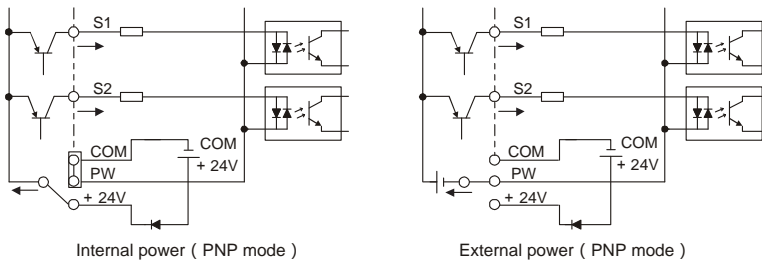 S1
S2
COM
COM
PW
+ 24V
+ 24V
Internal power ( PNP mode )
S1
S2
COM
COM
PW
+ 24V
+ 24V
External power ( PNP mode )